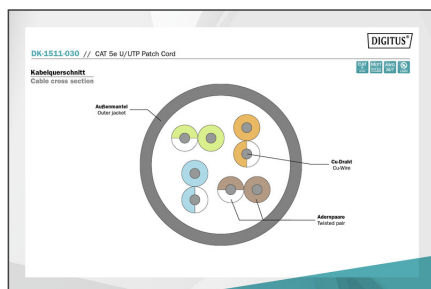 DIGITUS®
DK-1511-030 // CAT 5e U/UTP Patch Cord
Kabelquerschnitt
Cable cross section
Außenmantel
Outer jacket
Cu-Draht
Cu-Wire
Adernpaare
Twisted pair